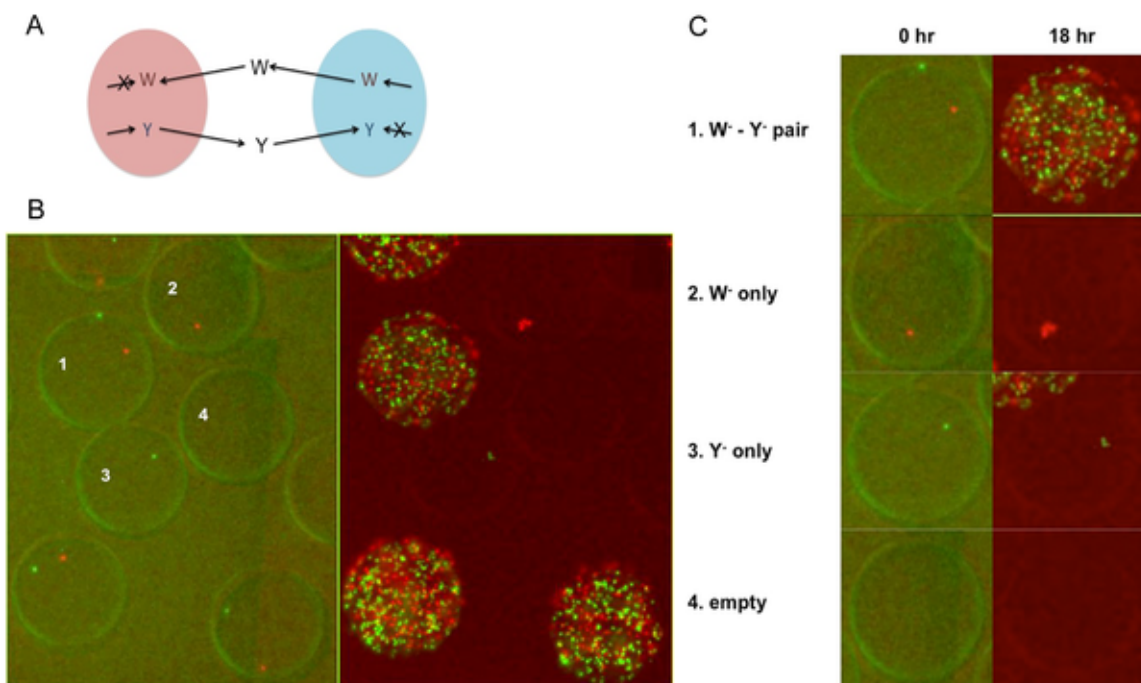 A
W
W
W
X
Y
Y
Y
X
B
1
2
3
4
C
0 hr
18 hr
1. W- - Y- pair
2. W- only
3. Y- only
4. empty